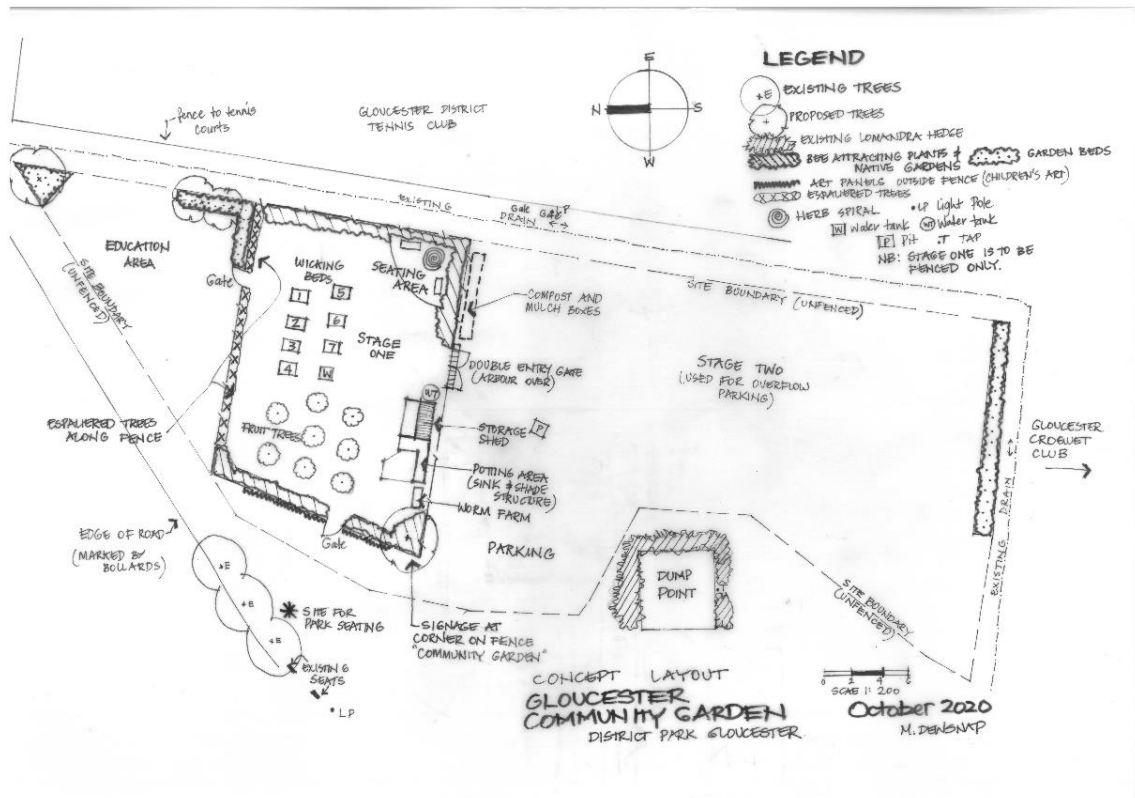 fence to tennis
courts
GLOUCESTER DISTRICT
TENNIS CLUB
E
N
S
W
LEGEND
E
EXISTING TREES
PROPOSED TREES
EXISTING LOMANDRA HEDGE
BEE ATTRACTING PLANTS &
NATIVE GARDENS
GARDEN BEDS
ART PANELS OUTSIDE FENCE (CHILDREN'S ART)
ESPALIERED TREES
HERB SPIRAL
LP Light Pole
W Water tank
WT Water tank
P Pit
T TAP
NB: STAGE ONE IS TO BE
FENCED ONLY.
EXISTING
DRAIN
Gate
Gate
LP
EDUCATION
AREA
SITE BOUNDARY
(UNFENCED)
Gate
WICKING
BEDS
1
5
2
6
3
7
4
W
SEATING
AREA
STAGE
ONE
COMPOST AND
MULCH BOXES
SITE BOUNDARY (UNFENCED)
DOUBLE ENTRY GATE
(ARBOUR OVER)
STAGE TWO
(USED FOR OVERFLOW
PARKING)
ESPALIERED TREES
ALONG FENCE
FRUIT TREES
WT
STORAGE
SHED
P
POTTING AREA
(SINK & SHADE
STRUCTURE)
WORM FARM
GLOUCESTER
CROQUET
CLUB
EXISTING DRAIN
EDGE OF ROAD
(MARKED BY
BOLLARDS)
Gate
PARKING
DUMP
POINT
SITE BOUNDARY
(UNFENCED)
E
E
E
SITE FOR
PARK SEATING
SIGNAGE AT
CORNER ON FENCE
"COMMUNITY GARDEN"
EXISTING
SEATS
LP
CONCEPT LAYOUT
GLOUCESTER
COMMUNITY GARDEN
DISTRICT PARK GLOUCESTER
0 2 4 6
SCAE 1: 200
October 2020